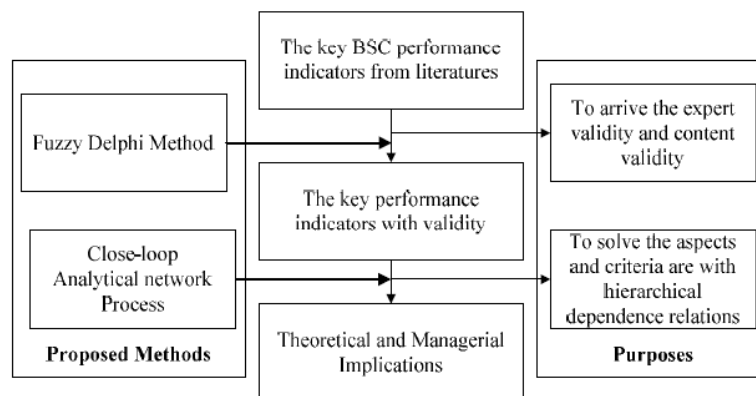 The key BSC performance
indicators from literatures
Fuzzy Delphi Method
To arrive the expert
validity and content
validity
The key performance
indicators with validity
Close-loop
Analytical network
Process
To solve the aspects
and criteria are with
hierarchical
dependence relations
Theoretical and Managerial
Implications
Proposed Methods
Purposes